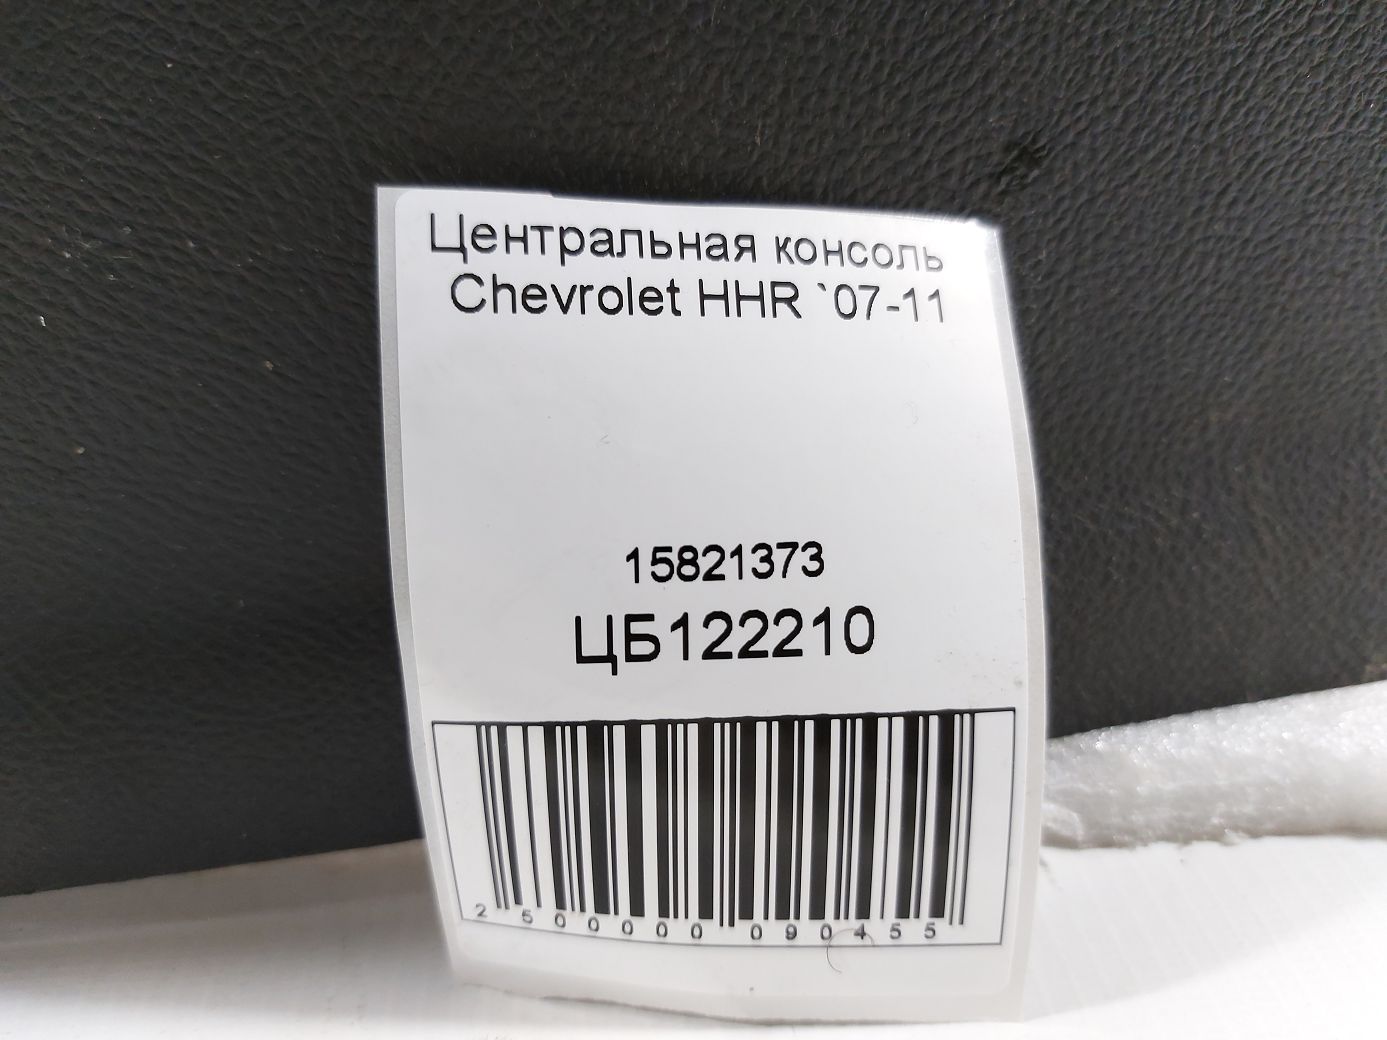 Центральная консоль
Chevrolet HHR `07-11
15821373
ЦБ122210
2 500000 090455